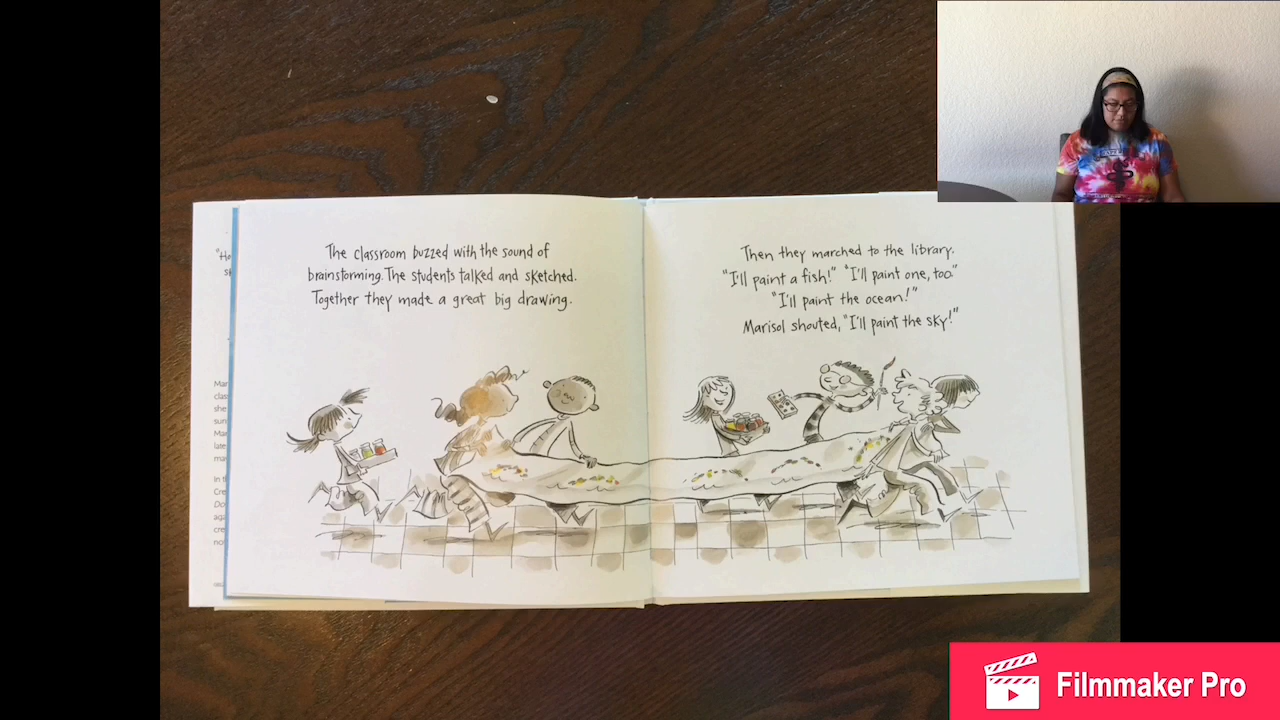 The classroom buzzed with the sound of
brainstorming. The students talked and sketched.
Together they made a great big drawing.
Then they marched to the library.
"I'll paint a fish!" "I'll paint one, too."
"I'll paint the ocean!"
Marisol shouted, "I'll paint the sky!"
Filmmaker Pro